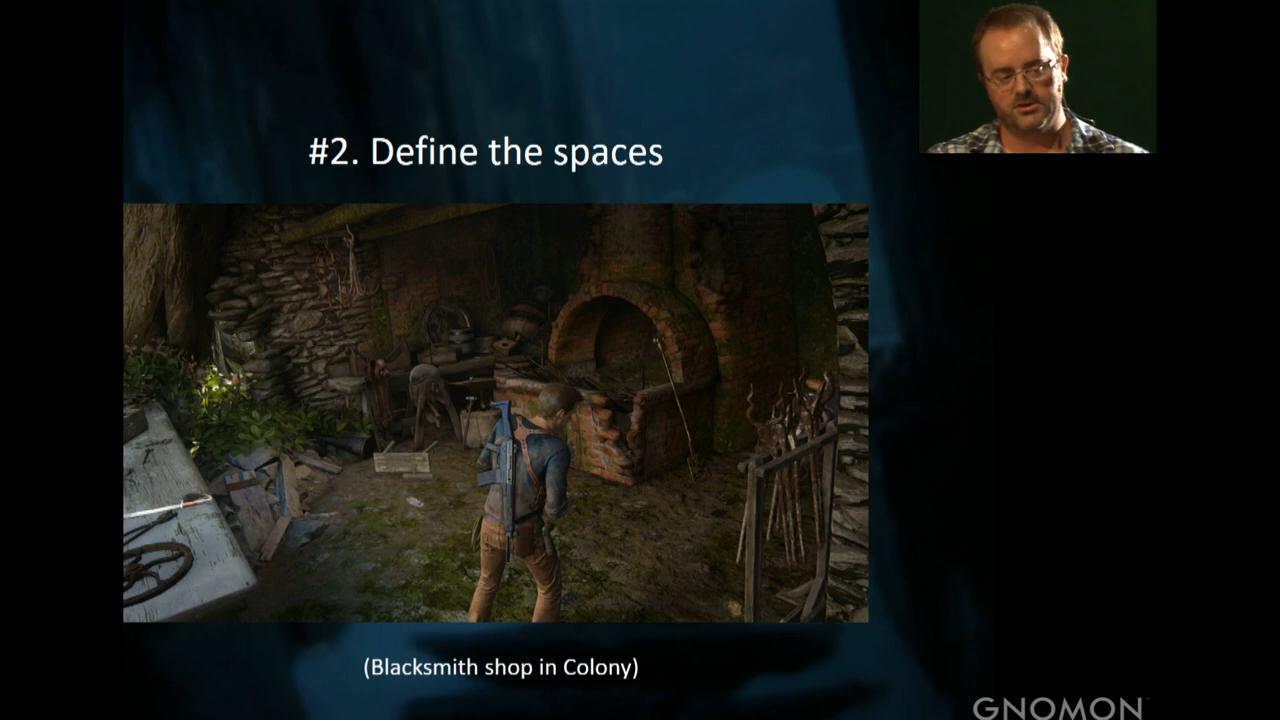 #2. Define the spaces
(Blacksmith shop in Colony)
GNOMON